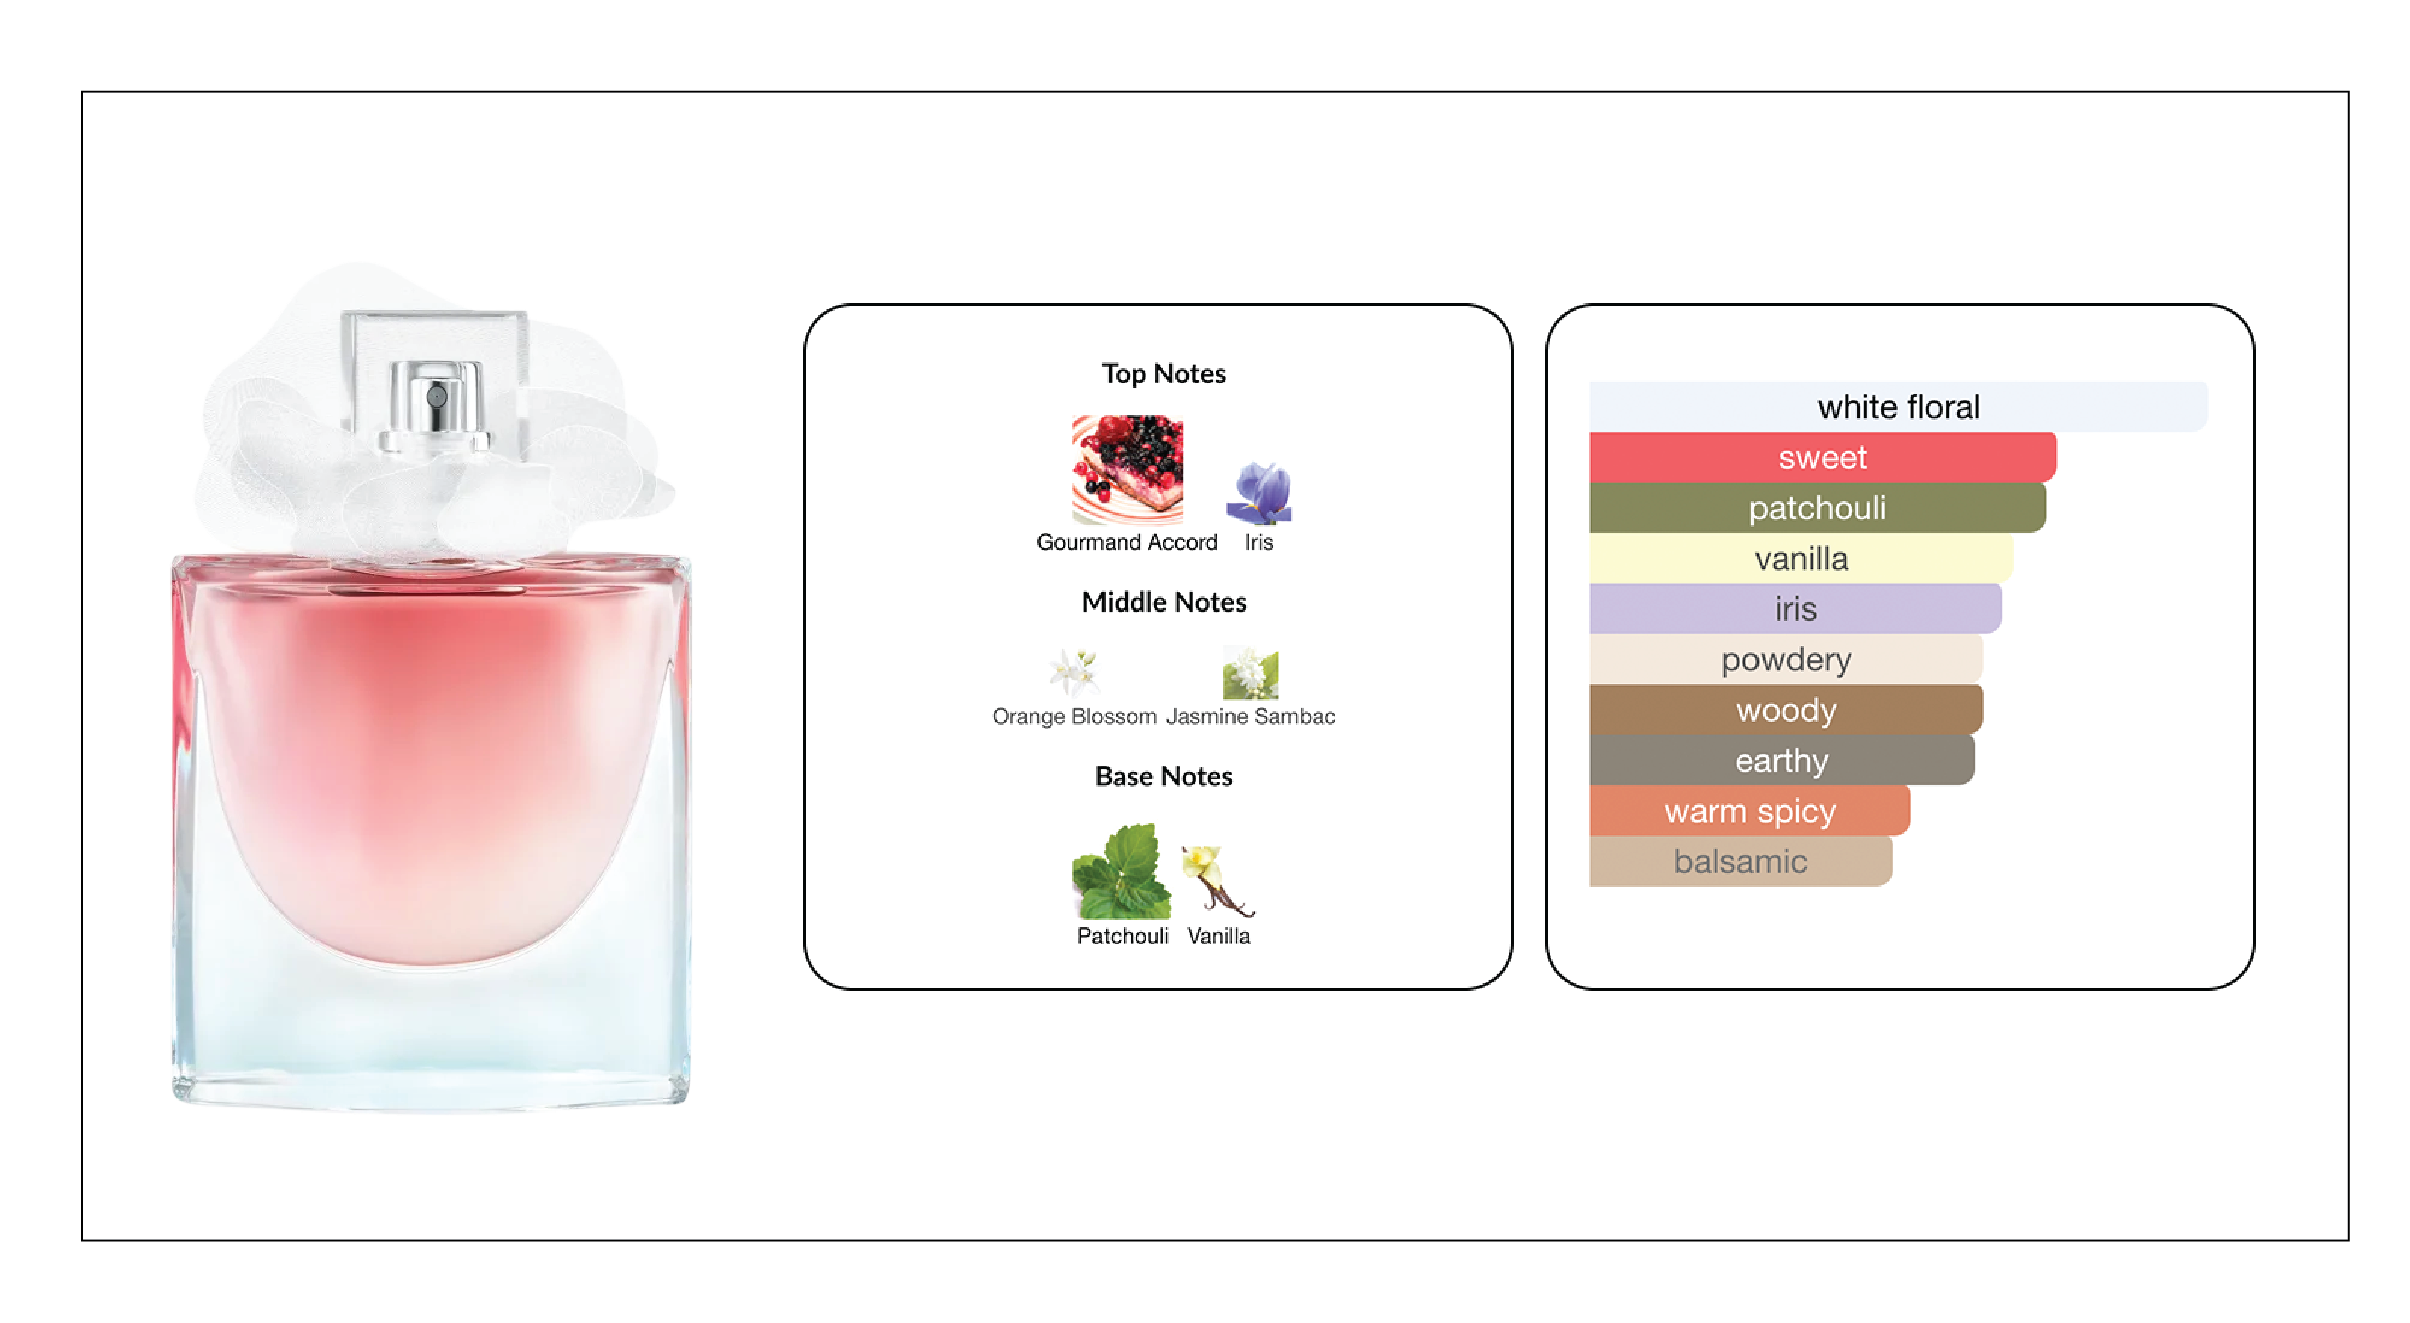 Top Notes
Gourmand Accord Iris
Middle Notes
Orange Blossom Jasmine Sambac
Base Notes
Patchouli Vanilla
white floral
sweet
patchouli
vanilla
iris
powdery
woody
earthy
warm spicy
balsamic